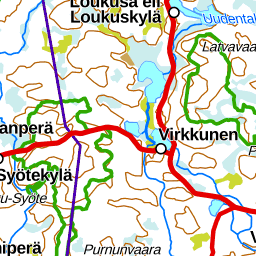 Loukusa eli
Loukuskylä
Uudental
Latvavaa
anperä
Virkkunen
Syötekylä
u-Syöte
niperä
Purnunvaara
V